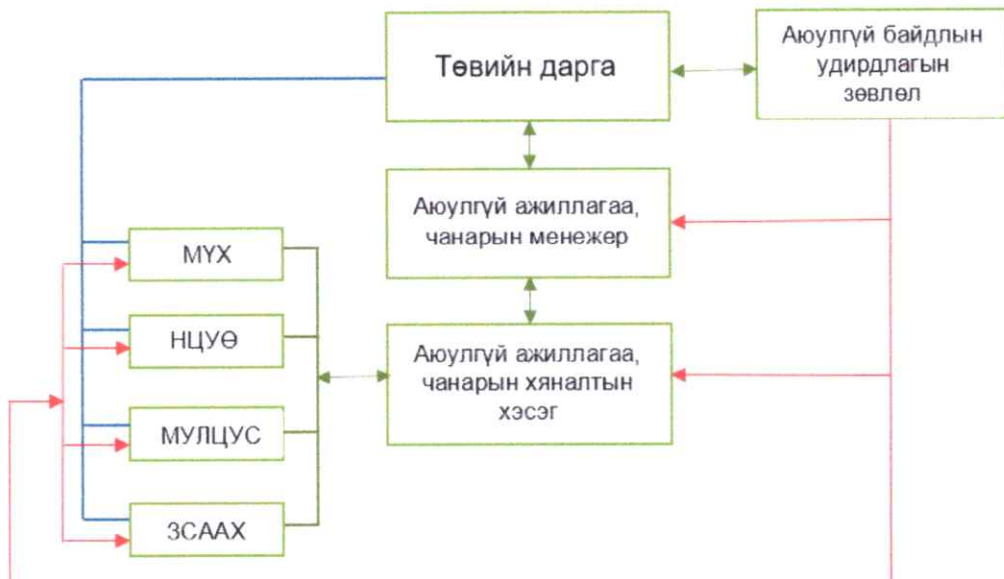 Төвийн дарга
Аюулгүй байдлын
удирдлагын
зөвлөл
Аюулгүй ажиллагаа,
чанарын менежер
МҮХ
НЦУӨ
Аюулгүй ажиллагаа,
чанарын хяналтын
хэсэг
МУЛЦУС
ЗСААХ